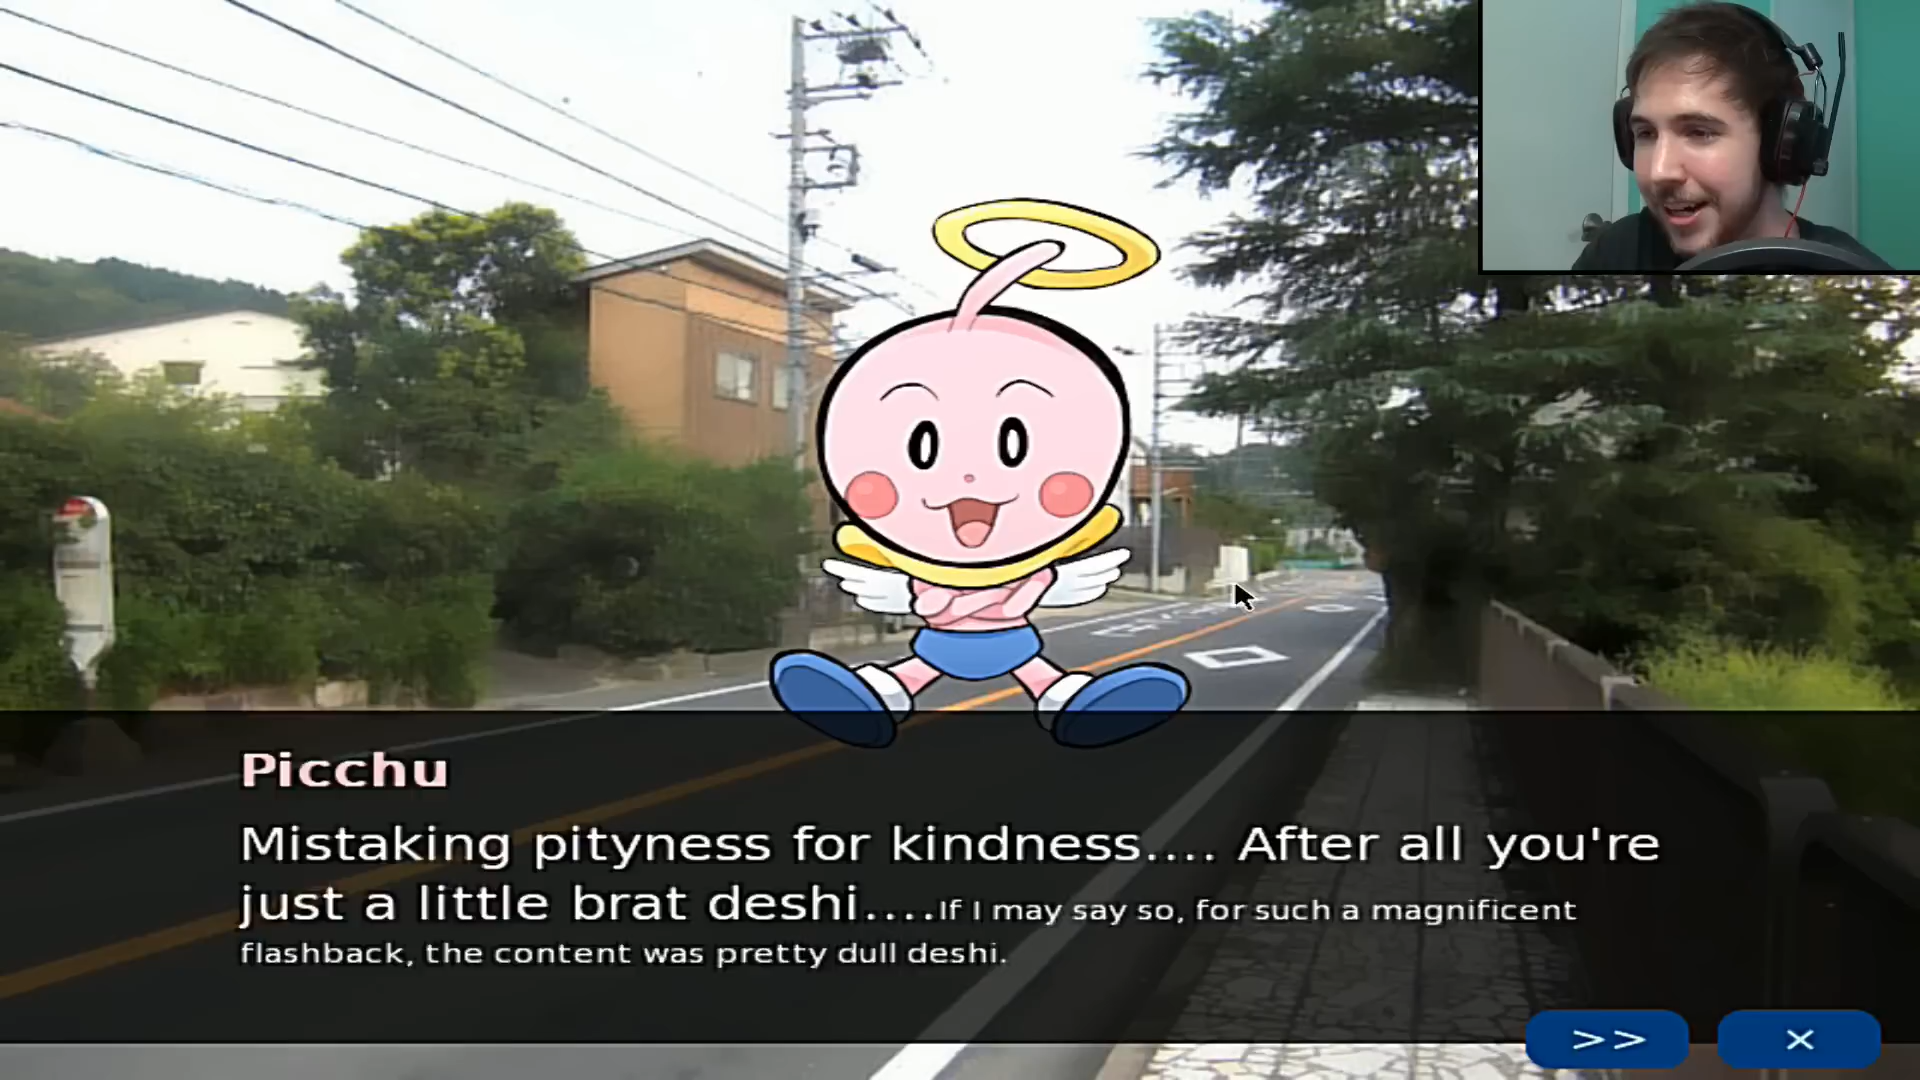 Picchu
Mistaking pityness for kindness.... After all you're
just a little brat deshi....If I may say so, for such a magnificent
flashback, the content was pretty dull deshi.
>> ×